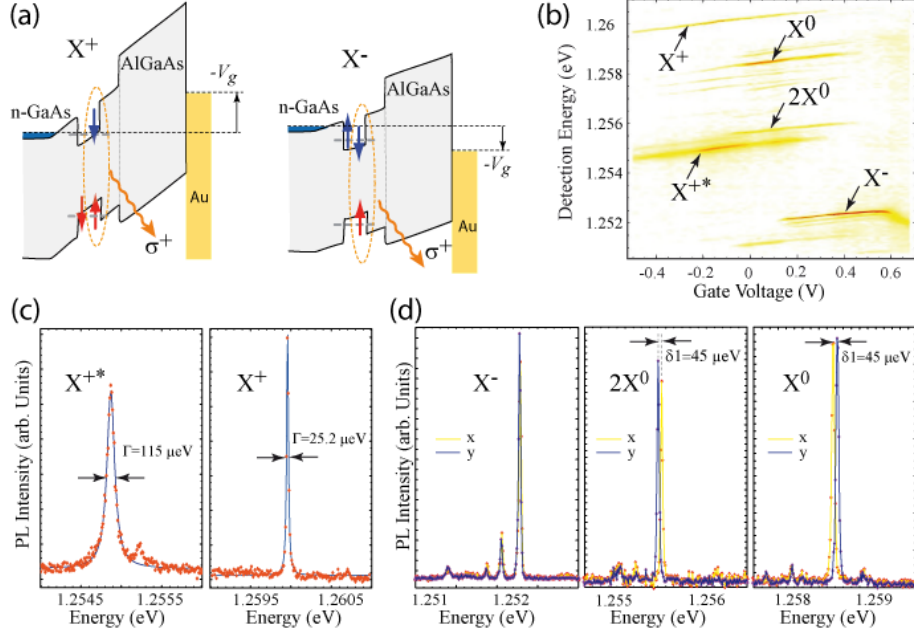 (a)
X+
AlGaAs
n-GaAs
-Vg
Au
σ+
X-
AlGaAs
n-GaAs
-Vg
Au
σ+
(b)
Detection Energy (eV)
1.26
1.258
1.256
1.254
1.252
X+
X0
2X0
X+*
X-
-0.4 -0.2 0 0.2 0.4 0.6
Gate Voltage (V)
(c)
PL Intensity (arb. Units)
X+*
Γ=115 µeV
1.2545 1.2555
Energy (eV)
X+
Γ=25.2 µeV
1.2595 1.2605
Energy (eV)
(d)
PL Intensity (arb. Units)
X-
x
y
1.251 1.252
Energy (eV)
2X0
δ1=45 µeV
x
y
1.255 1.256
Energy (eV)
X0
δ1=45 µeV
x
y
1.258 1.259
Energy (eV)